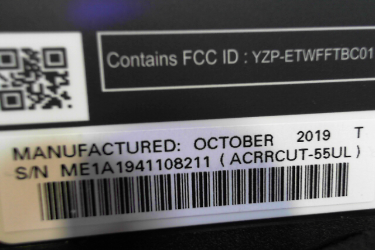 Contains FCC ID : YZP-ETWFFTBC01
MANUFACTURED: OCTOBER 2019 T
S/N ME1A1941108211 ( ACRRCUT-55UL )